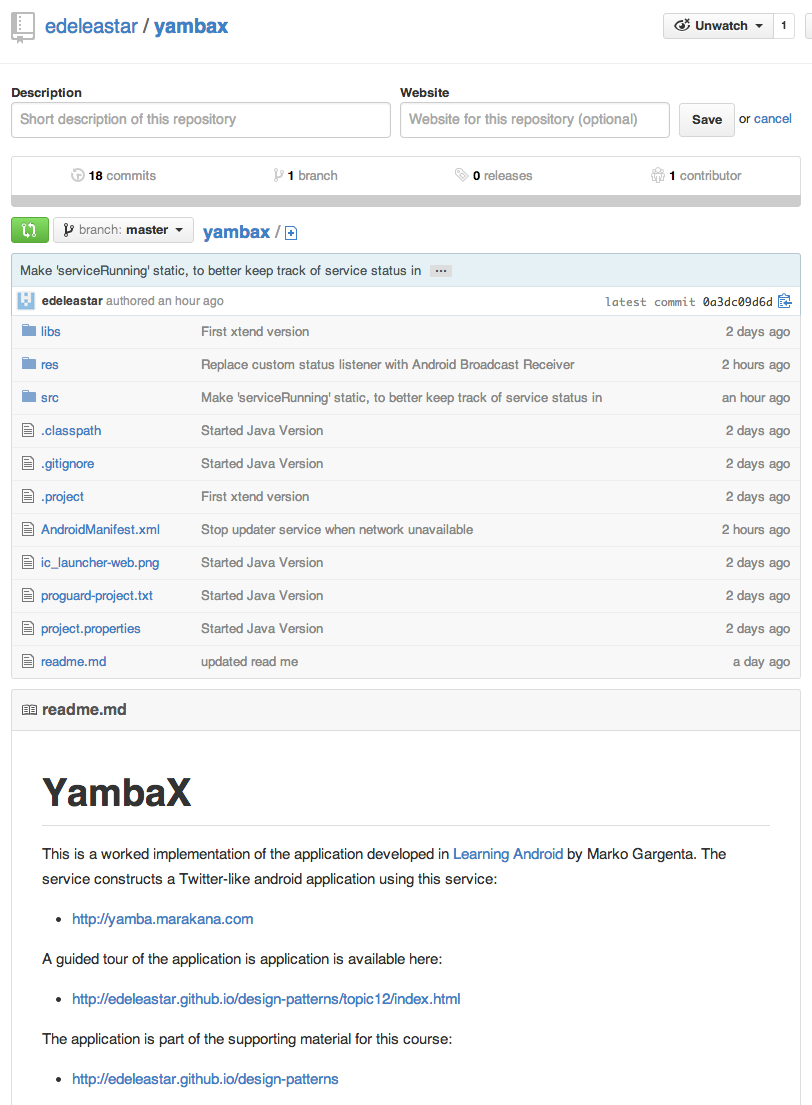 edeleastar / yambax
Unwatch 1
Description Website
Short description of this repository Website for this repository (optional) Save or cancel
18 commits 1 branch 0 releases 1 contributor
branch: master yambax /
Make 'serviceRunning' static, to better keep track of service status in ...
edeleastar authored an hour ago latest commit 0a3dc09d6d
libs First xtend version 2 days ago
res Replace custom status listener with Android Broadcast Receiver 2 hours ago
src Make 'serviceRunning' static, to better keep track of service status in an hour ago
.classpath Started Java Version 2 days ago
.gitignore Started Java Version 2 days ago
.project First xtend version 2 days ago
AndroidManifest.xml Stop updater service when network unavailable 2 hours ago
ic_launcher-web.png Started Java Version 2 days ago
proguard-project.txt Started Java Version 2 days ago
project.properties Started Java Version 2 days ago
readme.md updated read me a day ago
readme.md
YambaX
This is a worked implementation of the application developed in Learning Android by Marko Gargenta. The
service constructs a Twitter-like android application using this service:
• http://yamba.marakana.com
A guided tour of the application is application is available here:
• http://edeleastar.github.io/design-patterns/topic12/index.html
The application is part of the supporting material for this course:
• http://edeleastar.github.io/design-patterns